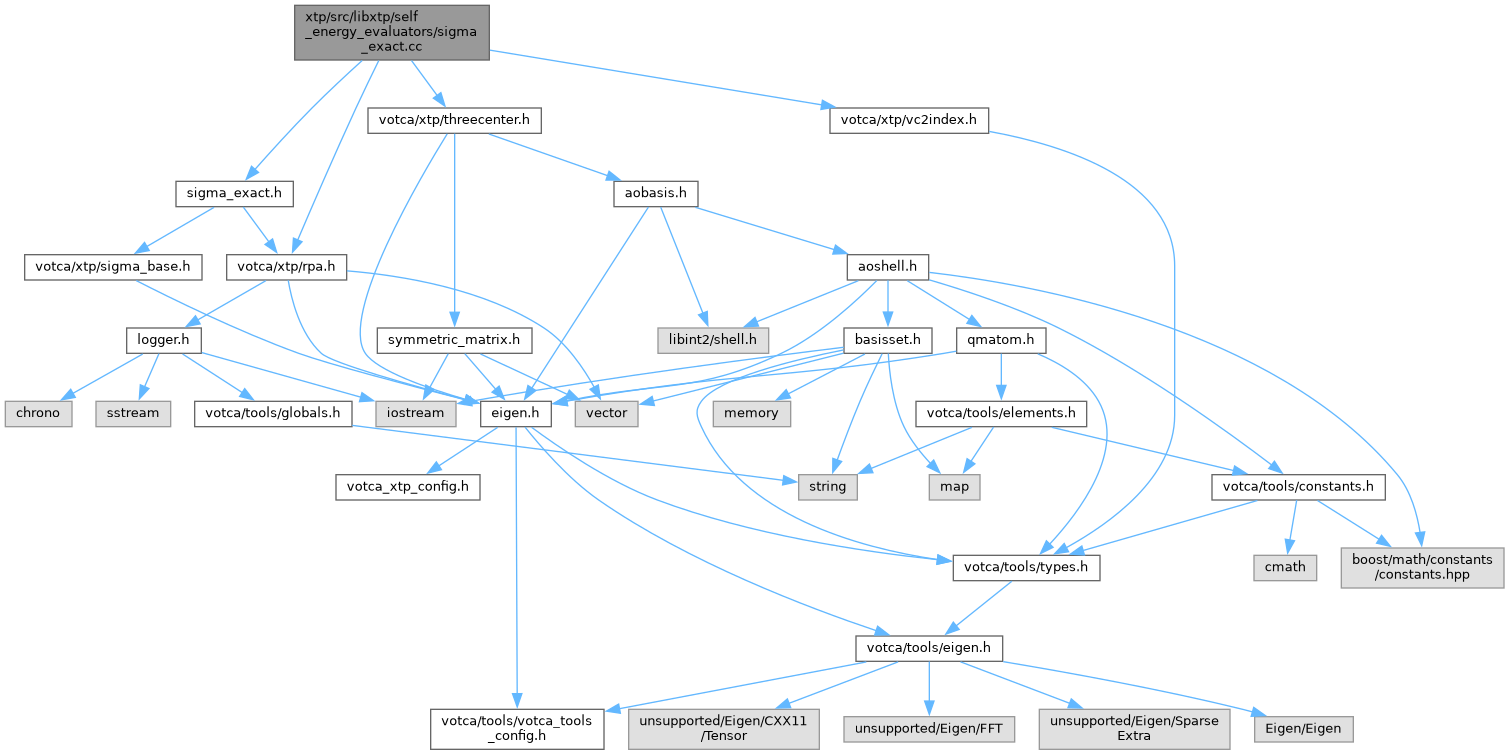 xtp/src/libxtp/self
_energy_evaluators/sigma
_exact.cc
votca/xtp/threecenter.h
votca/xtp/vc2index.h
sigma_exact.h
aobasis.h
votca/xtp/sigma_base.h
votca/xtp/rpa.h
aoshell.h
logger.h
symmetric_matrix.h
libint2/shell.h
basisset.h
qmatom.h
chrono
sstream
votca/tools/globals.h
iostream
eigen.h
vector
memory
votca/tools/elements.h
votca_xtp_config.h
string
map
votca/tools/constants.h
votca/tools/types.h
cmath
boost/math/constants
/constants.hpp
votca/tools/eigen.h
votca/tools/votca_tools
_config.h
unsupported/Eigen/CXX11
/Tensor
unsupported/Eigen/FFT
unsupported/Eigen/Sparse
Extra
Eigen/Eigen